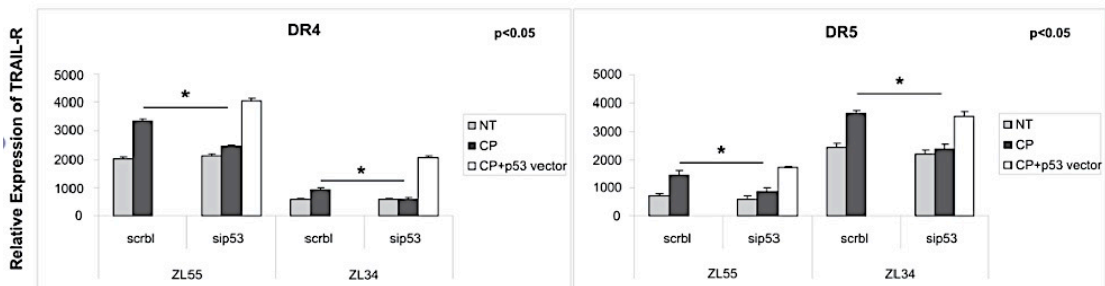 Relative Expression of TRAIL-R
DR4
p<0.05
5000
4000
3000
2000
1000
0
*
*
NT
CP
CP+p53 vector
scrbl
sip53
scrbl
sip53
ZL55
ZL34
DR5
p<0.05
5000
4000
3000
2000
1000
0
*
*
NT
CP
CP+p53 vector
scrbl
sip53
scrbl
sip53
ZL55
ZL34